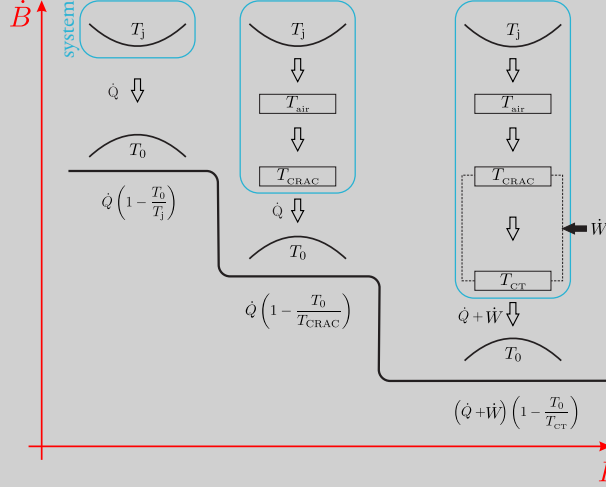 Ḃ
system
T_j
Q̇
T_0
Q̇ (1 − T_0/T_j)
T_j
T_air
T_CRAC
Q̇
T_0
Q̇ (1 − T_0/T_CRAC)
T_j
T_air
T_CRAC
Ẇ
T_CT
Q̇ + Ẇ
T_0
(Q̇ + Ẇ) (1 − T_0/T_CT)